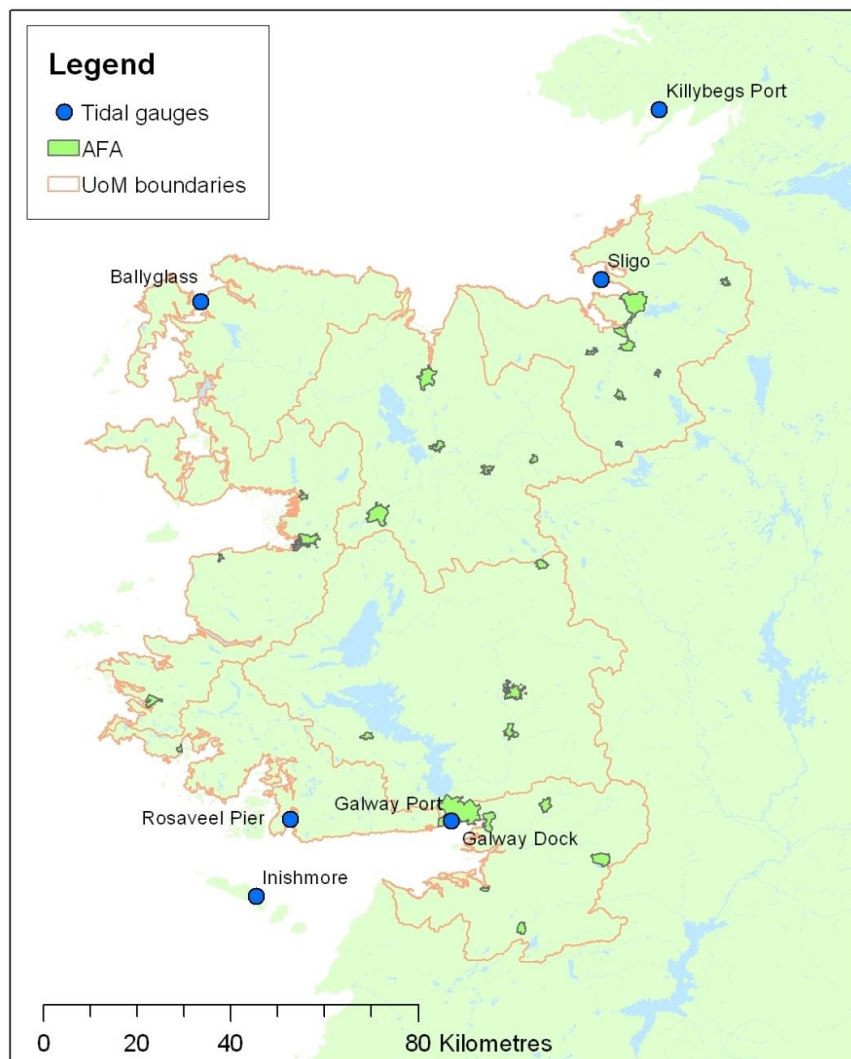 Legend
Tidal gauges
AFA
UoM boundaries
Killybegs Port
Sligo
Ballyglass
Galway Port
Rosaveel Pier
Galway Dock
Inishmore
0 20 40 80 Kilometres